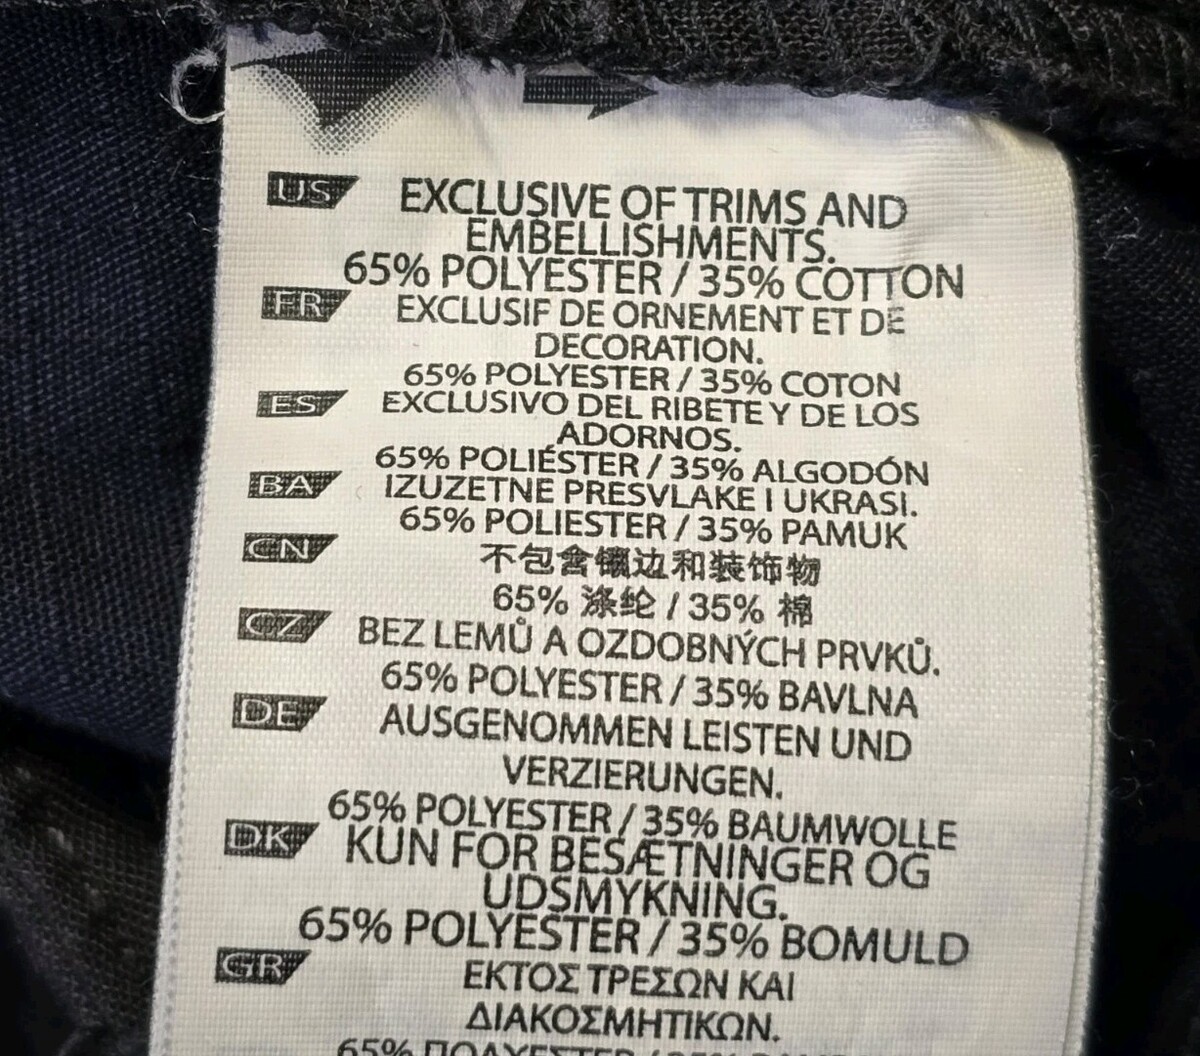 US EXCLUSIVE OF TRIMS AND
EMBELLISHMENTS.
65% POLYESTER / 35% COTTON
FR EXCLUSIF DE ORNEMENT ET DE
DECORATION.
65% POLYESTER / 35% COTON
ES EXCLUSIVO DEL RIBETE Y DE LOS
ADORNOS.
65% POLIÉSTER / 35% ALGODÓN
BA IZUZETNE PRESVLAKE I UKRASI.
65% POLIESTER / 35% PAMUK
CN 不包含镶边和装饰物
65% 涤纶 / 35% 棉
CZ BEZ LEMŮ A OZDOBNÝCH PRVKŮ.
65% POLYESTER / 35% BAVLNA
DE AUSGENOMMEN LEISTEN UND
VERZIERUNGEN.
65% POLYESTER / 35% BAUMWOLLE
DK KUN FOR BESÆTNINGER OG
UDSMYKNING.
65% POLYESTER / 35% BOMULD
GR ΕΚΤΟΣ ΤΡΕΣΩΝ ΚΑΙ
ΔΙΑΚΟΣΜΗΤΙΚΩΝ.
65%